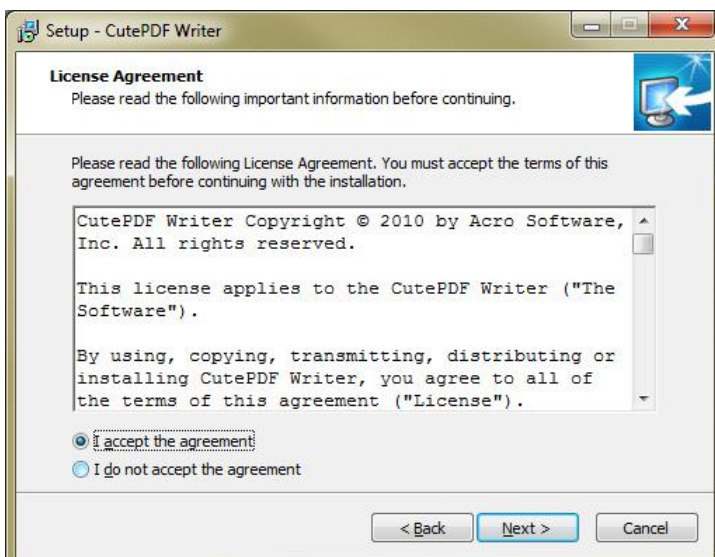 Setup - CutePDF Writer
License Agreement
Please read the following important information before continuing.
Please read the following License Agreement. You must accept the terms of this
agreement before continuing with the installation.
CutePDF Writer Copyright © 2010 by Acro Software,
Inc. All rights reserved.
This license applies to the CutePDF Writer ("The
Software").
By using, copying, transmitting, distributing or
installing CutePDF Writer, you agree to all of
the terms of this agreement ("License").
I accept the agreement
I do not accept the agreement
< Back Next > Cancel